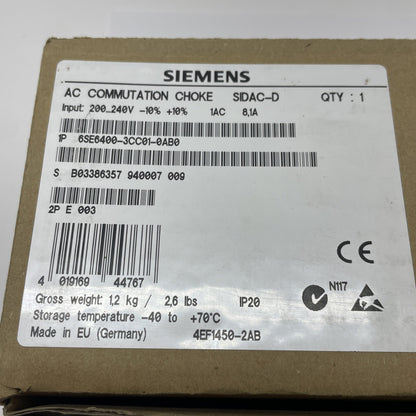 SIEMENS
AC COMMUTATION CHOKE SIDAC-D QTY : 1
Input: 200...240V -10% +10% 1AC 8,1A
1P 6SE6400-3CC01-0AB0
S B03386357 940007 009
2P E 003
CE
N117
4 019169 44767
Gross weight: 1,2 kg / 2,6 lbs IP20
Storage temperature -40 to +70°C
Made in EU (Germany) 4EF1450-2AB